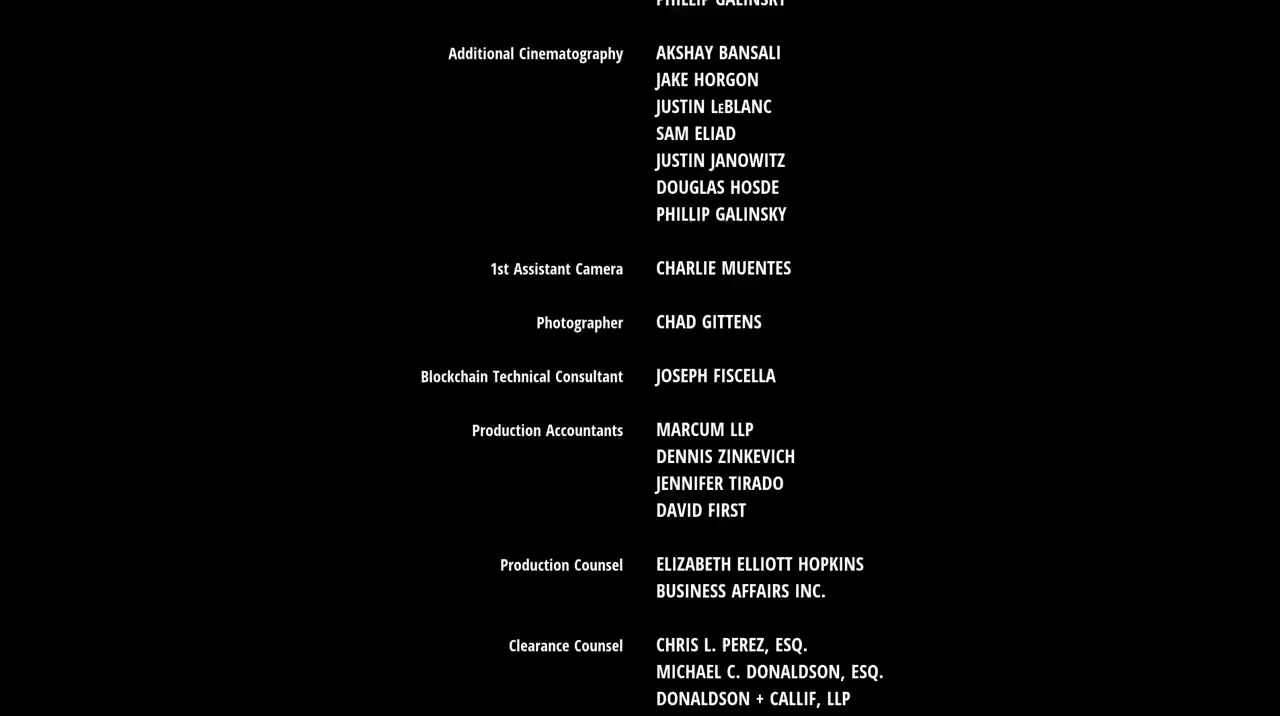 PHILLIP GALINSKY
Additional Cinematography AKSHAY BANSALI
JAKE HORGON
JUSTIN LeBLANC
SAM ELIAD
JUSTIN JANOWITZ
DOUGLAS HOSDE
PHILLIP GALINSKY
1st Assistant Camera CHARLIE MUENTES
Photographer CHAD GITTENS
Blockchain Technical Consultant JOSEPH FISCELLA
Production Accountants MARCUM LLP
DENNIS ZINKEVICH
JENNIFER TIRADO
DAVID FIRST
Production Counsel ELIZABETH ELLIOTT HOPKINS
BUSINESS AFFAIRS INC.
Clearance Counsel CHRIS L. PEREZ, ESQ.
MICHAEL C. DONALDSON, ESQ.
DONALDSON + CALLIF, LLP